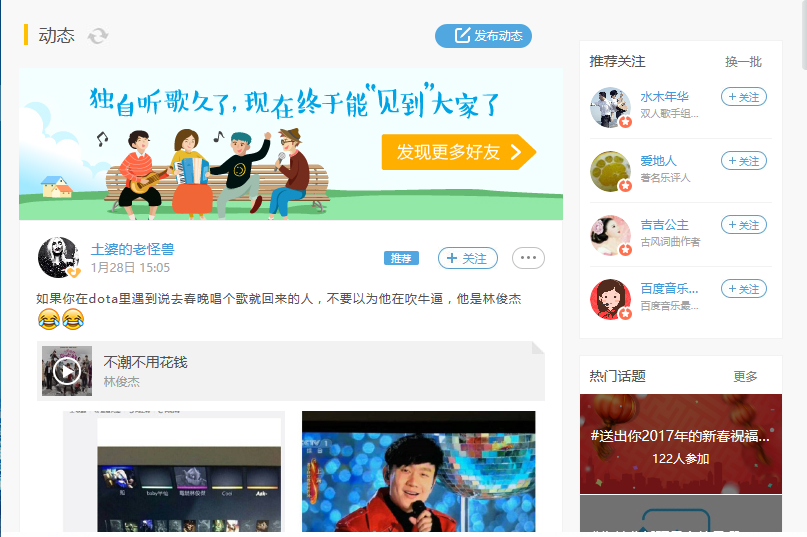 动态
发布动态
独自听歌久了,现在终于能“见到”大家了
发现更多好友
土婆的老怪兽
1月28日 15:05
推荐
+ 关注
如果你在dota里遇到说去春晚唱个歌就回来的人，不要以为他在吹牛逼，他是林俊杰
不潮不用花钱
林俊杰
推荐关注
换一批
水木年华
双人歌手组...
+ 关注
爱地人
著名乐评人
+ 关注
吉吉公主
古风词曲作者
+ 关注
百度音乐...
百度音乐最...
+ 关注
热门话题
更多
#送出你2017年的新春祝福...
122人参加